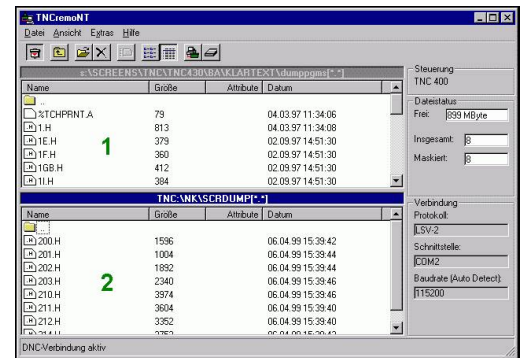 TNCremoNT
Datei Ansicht Extras Hilfe
s:\SCREENS\TNC\TNC430\BA\KLARTEXT\dumppgms[*.*]
Name Größe Attribute Datum
..
%TCHPRNT.A 79 04.03.97 11:34:06
1.H 813 04.03.97 11:34:08
1E.H 379 02.09.97 14:51:30
1F.H 360 02.09.97 14:51:30
1GB.H 412 02.09.97 14:51:30
1I.H 384 02.09.97 14:51:30
1
TNC:\NK\SCRDUMP[*.*]
Name Größe Attribute Datum
..
200.H 1596 06.04.99 15:39:42
201.H 1004 06.04.99 15:39:44
202.H 1892 06.04.99 15:39:44
203.H 2340 06.04.99 15:39:46
210.H 3974 06.04.99 15:39:46
211.H 3604 06.04.99 15:39:40
212.H 3352 06.04.99 15:39:40
2
Steuerung
TNC 400
Dateistatus
Frei: 899 MByte
Insgesamt: 8
Maskiert: 8
Verbindung
Protokoll:
LSV-2
Schnittstelle:
COM2
Baudrate (Auto Detect):
115200
DNC-Verbindung aktiv